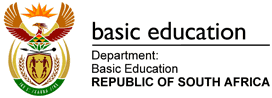 basic education
Department:
Basic Education
REPUBLIC OF SOUTH AFRICA